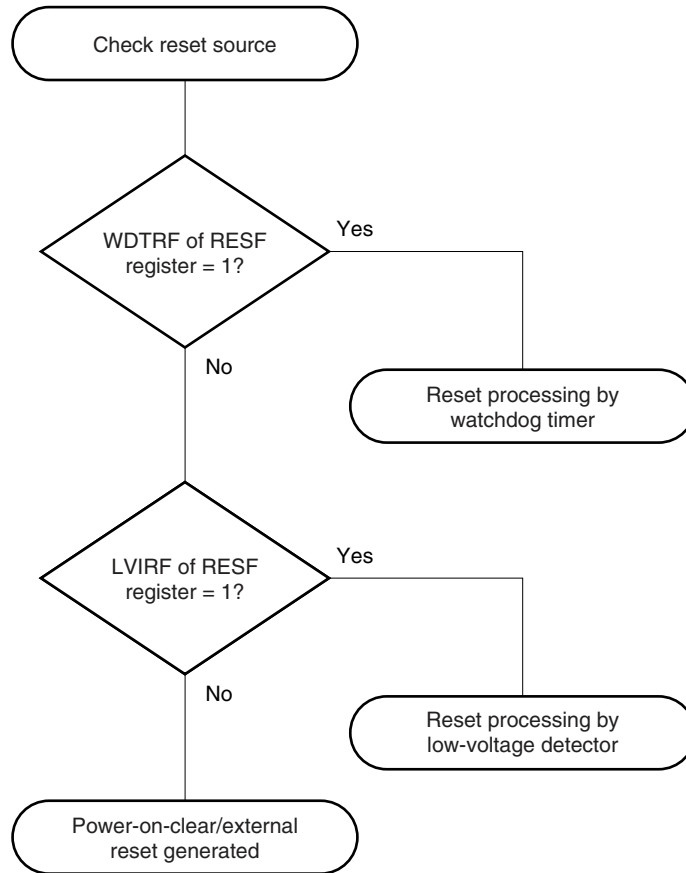 Check reset source
WDTRF of RESF
register = 1?
Yes
No
Reset processing by
watchdog timer
LVIRF of RESF
register = 1?
Yes
No
Reset processing by
low-voltage detector
Power-on-clear/external
reset generated